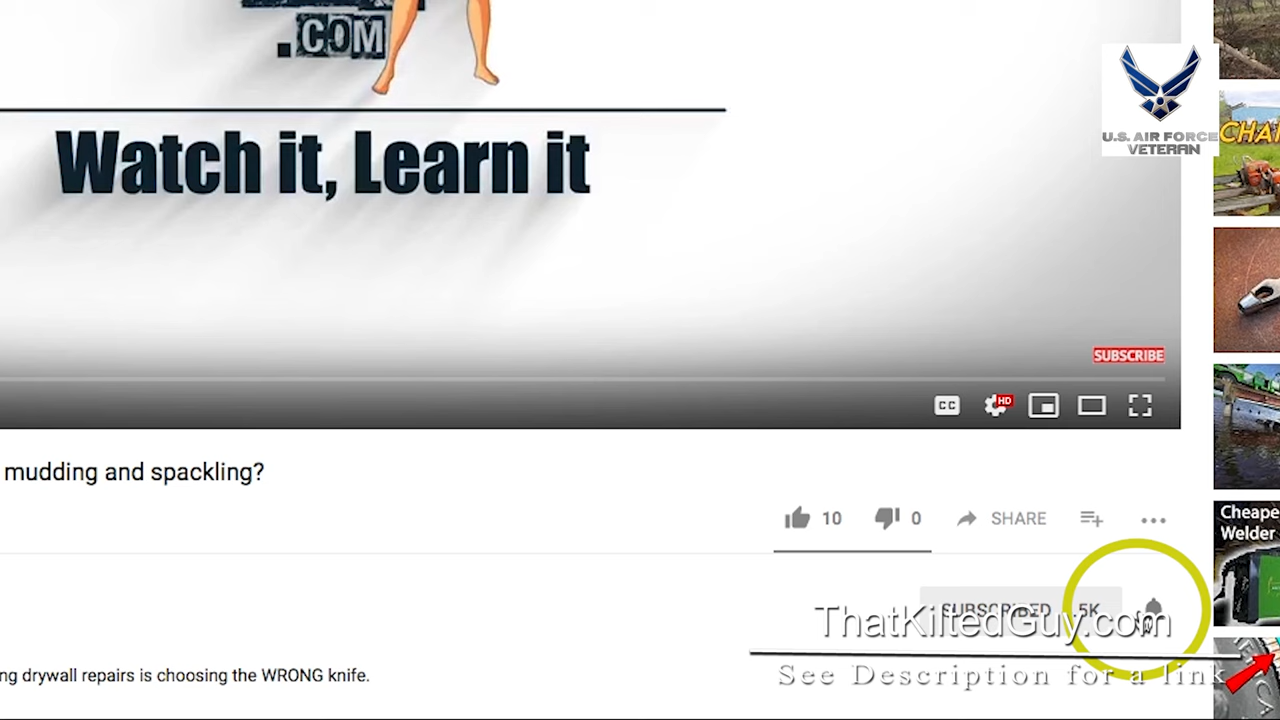 .COM
Watch it, Learn it
U.S. AIR FORCE
VETERAN
SUBSCRIBE
CC
HD
mudding and spackling?
10
0
SHARE
SUBSCRIBED
5K
ThatKiltedGuy.com
See Description for a link
ng drywall repairs is choosing the WRONG knife.
CHA
Cheape
Welder